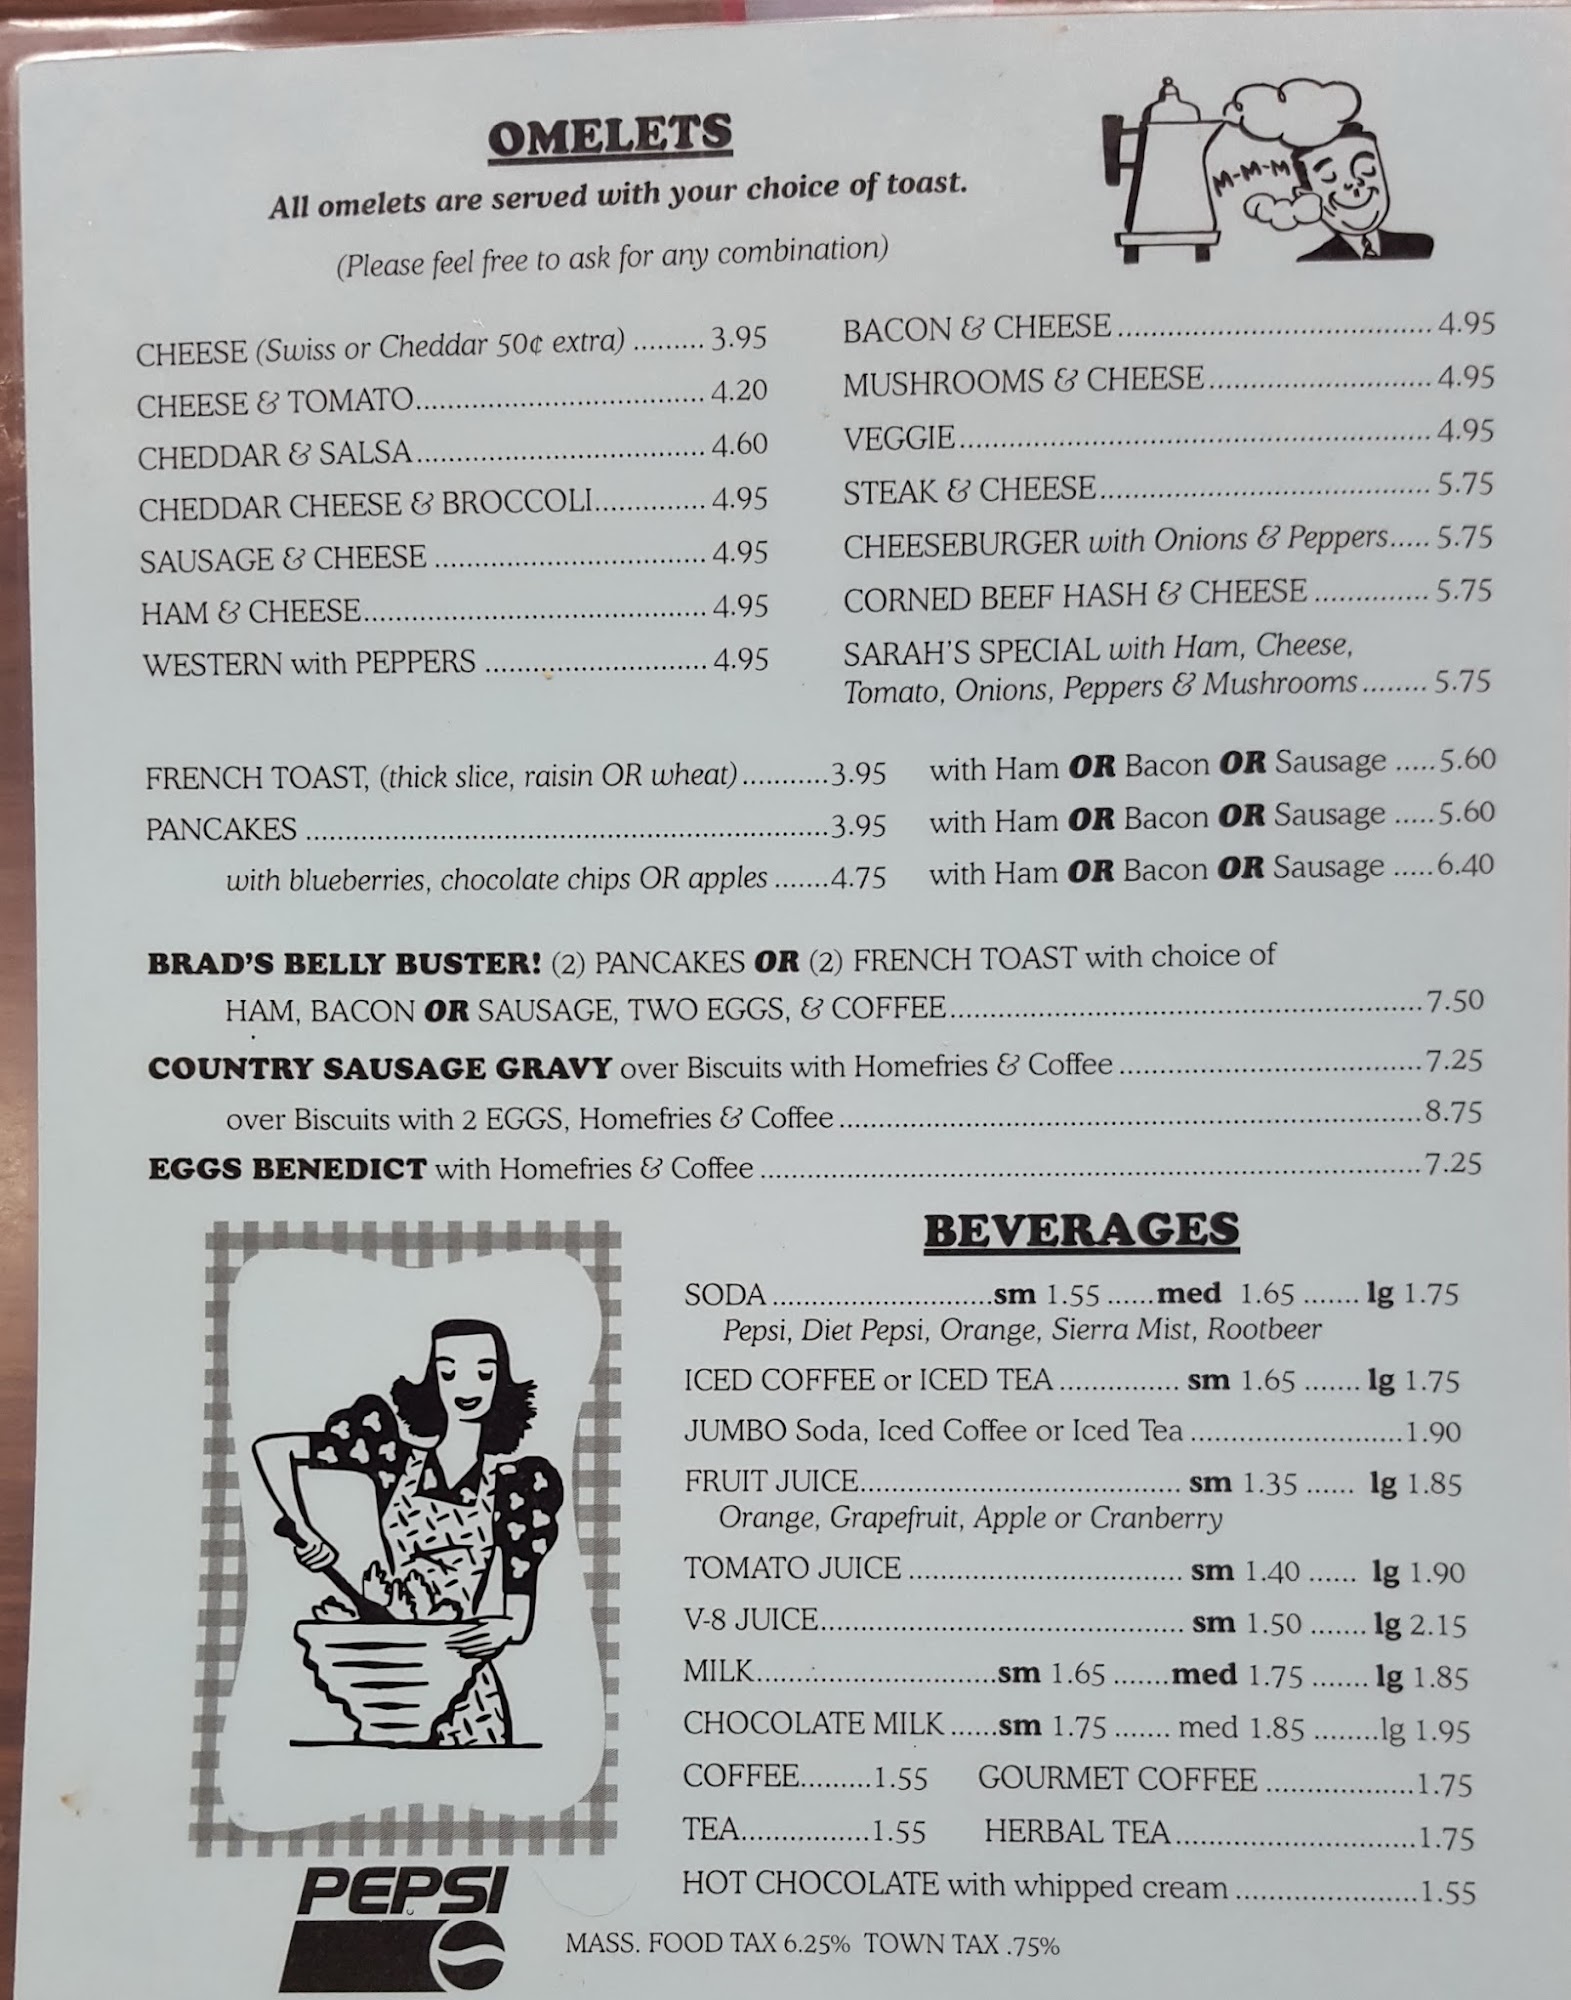 OMELETS
All omelets are served with your choice of toast.
(Please feel free to ask for any combination)
M-M-M
CHEESE (Swiss or Cheddar 50¢ extra) ......... 3.95
CHEESE & TOMATO..................................... 4.20
CHEDDAR & SALSA..................................... 4.60
CHEDDAR CHEESE & BROCCOLI.............. 4.95
SAUSAGE & CHEESE ................................... 4.95
HAM & CHEESE............................................ 4.95
WESTERN with PEPPERS ............................ 4.95
BACON & CHEESE........................................ 4.95
MUSHROOMS & CHEESE............................ 4.95
VEGGIE............................................................ 4.95
STEAK & CHEESE.......................................... 5.75
CHEESEBURGER with Onions & Peppers..... 5.75
CORNED BEEF HASH & CHEESE ............... 5.75
SARAH'S SPECIAL with Ham, Cheese,
Tomato, Onions, Peppers & Mushrooms........ 5.75
FRENCH TOAST, (thick slice, raisin OR wheat)...........3.95 with Ham OR Bacon OR Sausage .....5.60
PANCAKES ...................................................................3.95 with Ham OR Bacon OR Sausage .....5.60
with blueberries, chocolate chips OR apples .......4.75 with Ham OR Bacon OR Sausage .....6.40
BRAD'S BELLY BUSTER! (2) PANCAKES OR (2) FRENCH TOAST with choice of
HAM, BACON OR SAUSAGE, TWO EGGS, & COFFEE............................................................7.50
COUNTRY SAUSAGE GRAVY over Biscuits with Homefries & Coffee.......................................7.25
over Biscuits with 2 EGGS, Homefries & Coffee..........................................................................8.75
EGGS BENEDICT with Homefries & Coffee ....................................................................................7.25
BEVERAGES
SODA............................sm 1.55 ......med 1.65 ....... lg 1.75
Pepsi, Diet Pepsi, Orange, Sierra Mist, Rootbeer
ICED COFFEE or ICED TEA ............... sm 1.65 ....... lg 1.75
JUMBO Soda, Iced Coffee or Iced Tea ...........................1.90
FRUIT JUICE......................................... sm 1.35 ...... lg 1.85
Orange, Grapefruit, Apple or Cranberry
TOMATO JUICE ................................... sm 1.40 ...... lg 1.90
V-8 JUICE.............................................. sm 1.50 ....... lg 2.15
MILK...............................sm 1.65 .......med 1.75 ....... lg 1.85
CHOCOLATE MILK ......sm 1.75 ....... med 1.85 ........lg 1.95
COFFEE.........1.55 GOURMET COFFEE ...................1.75
TEA................1.55 HERBAL TEA...............................1.75
HOT CHOCOLATE with whipped cream .......................1.55
PEPSI
MASS. FOOD TAX 6.25% TOWN TAX .75%